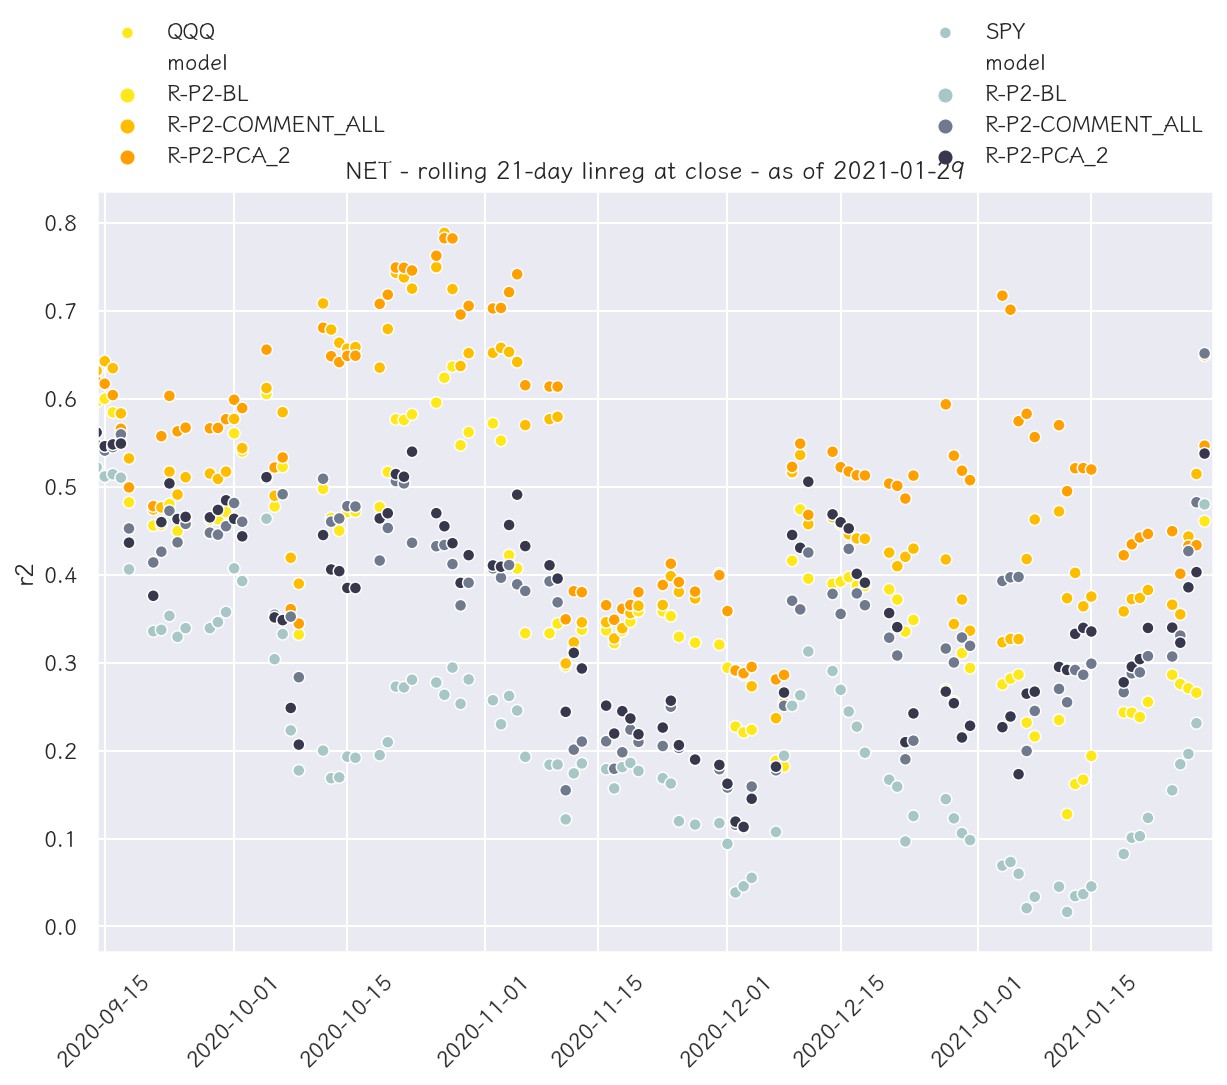 QQQ
model
R-P2-BL
R-P2-COMMENT_ALL
R-P2-PCA_2
SPY
model
R-P2-BL
R-P2-COMMENT_ALL
R-P2-PCA_2
NET - rolling 21-day linreg at close - as of 2021-01-29
r2
0.8
0.7
0.6
0.5
0.4
0.3
0.2
0.1
0.0
2020-09-15
2020-10-01
2020-10-15
2020-11-01
2020-11-15
2020-12-01
2020-12-15
2021-01-01
2021-01-15